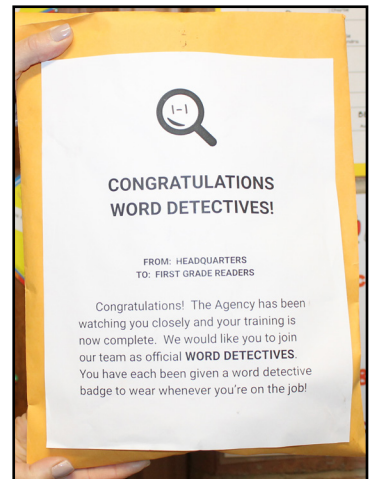 CONGRATULATIONS
WORD DETECTIVES!
FROM: HEADQUARTERS
TO: FIRST GRADE READERS
Congratulations! The Agency has been
watching you closely and your training is
now complete. We would like you to join
our team as official WORD DETECTIVES.
You have each been given a word detective
badge to wear whenever you're on the job!